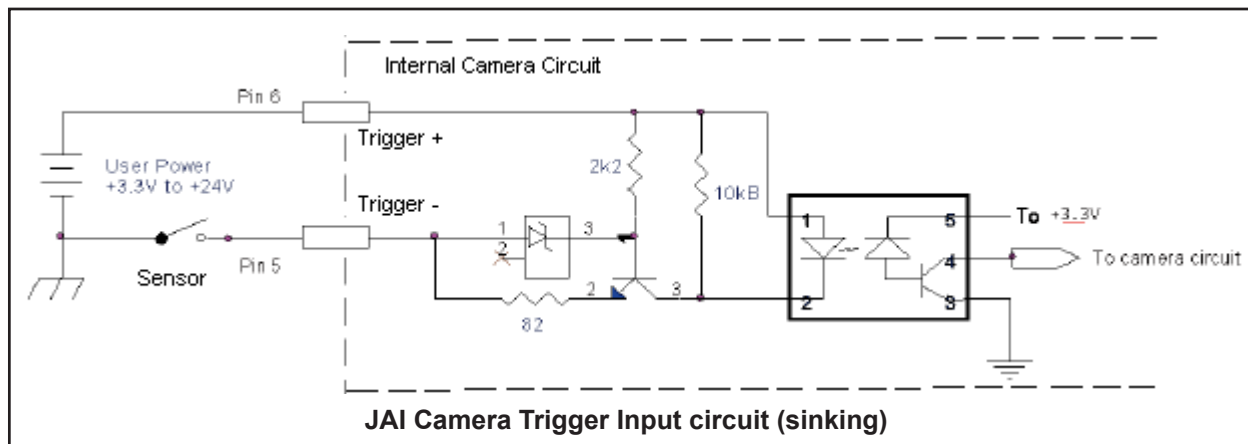 Internal Camera Circuit
Pin 6
Trigger +
User Power
+3.3V to +24V
2k2
10kB
Trigger -
1
2
3
1
1
5
To +3.3V
4
To camera circuit
Sensor
Pin 5
2
3
2
3
82
JAI Camera Trigger Input circuit (sinking)